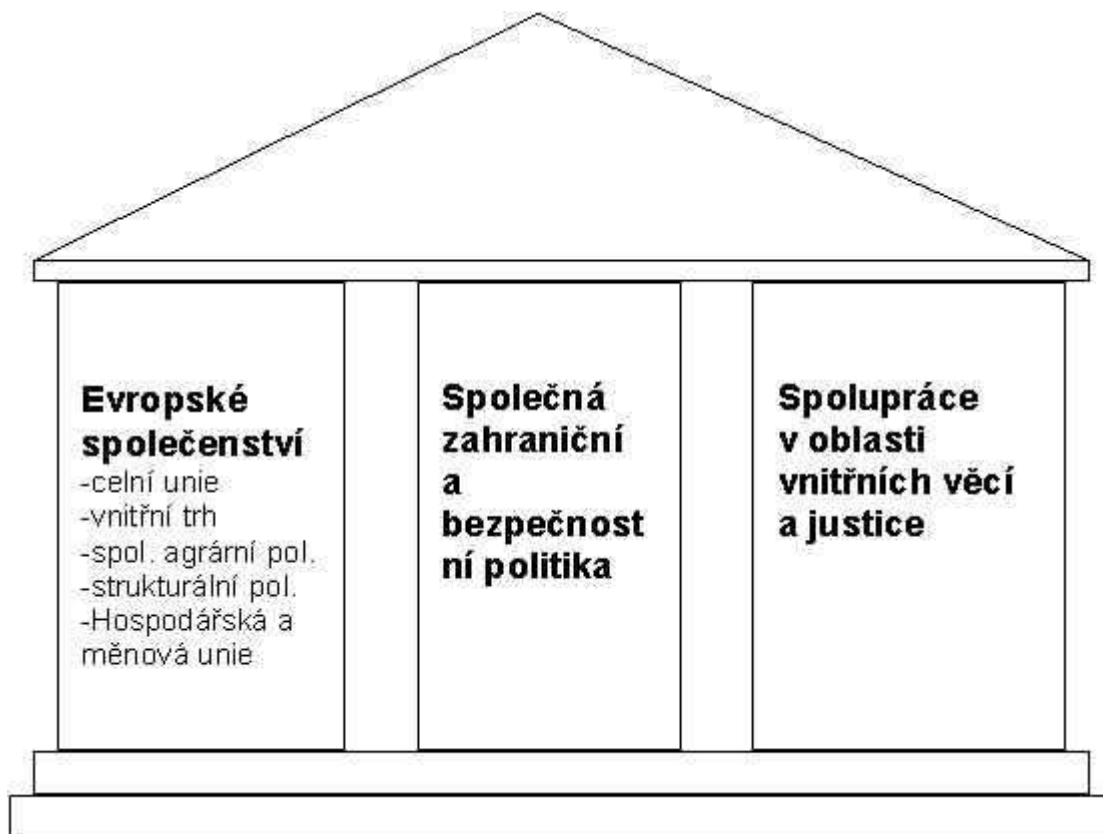 Evropské
společenství
-celní unie
-vnitřní trh
-spol. agrární pol.
-strukturální pol.
-Hospodářská a
měnová unie
Společná
zahraniční
a
bezpečnost
ní politika
Spolupráce
v oblasti
vnitřních věcí
a justice